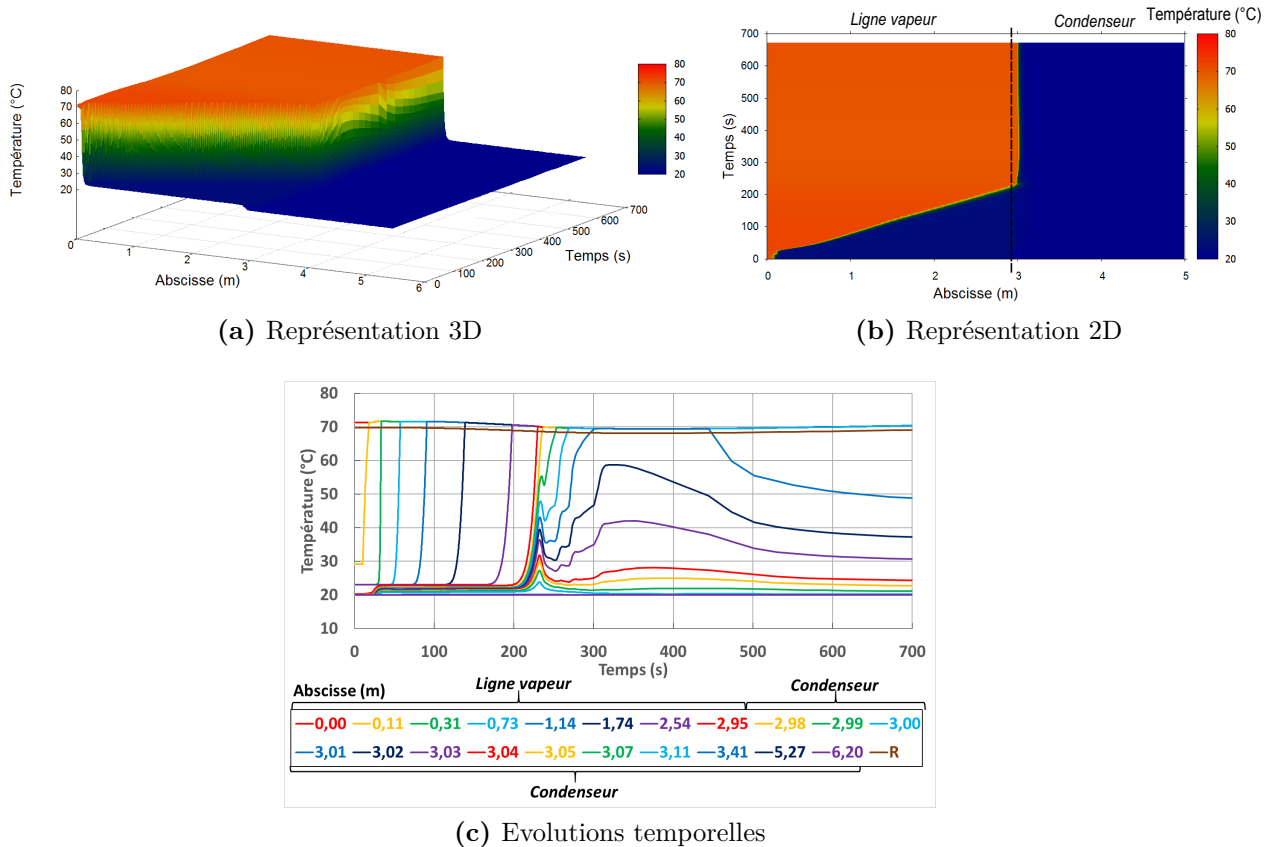 Température (°C)
80
70
60
50
40
30
20
0
1
2
3
4
5
6
Abscisse (m)
0
100
200
300
400
500
600
700
Temps (s)
80
70
60
50
40
30
20
(a) Représentation 3D
Ligne vapeur
Condenseur
Température (°C)
700
600
500
400
300
200
100
0
Temps (s)
0
1
2
3
4
5
Abscisse (m)
80
70
60
50
40
30
20
(b) Représentation 2D
80
70
60
50
40
30
20
10
Température (°C)
0 100 200 300 400 500 600 700
Temps (s)
Abscisse (m)
Ligne vapeur
Condenseur
0,00 0,11 0,31 0,73 1,14 1,74 2,54 2,95 2,98 2,99 3,00
3,01 3,02 3,03 3,04 3,05 3,07 3,11 3,41 5,27 6,20 R
Condenseur
(c) Evolutions temporelles